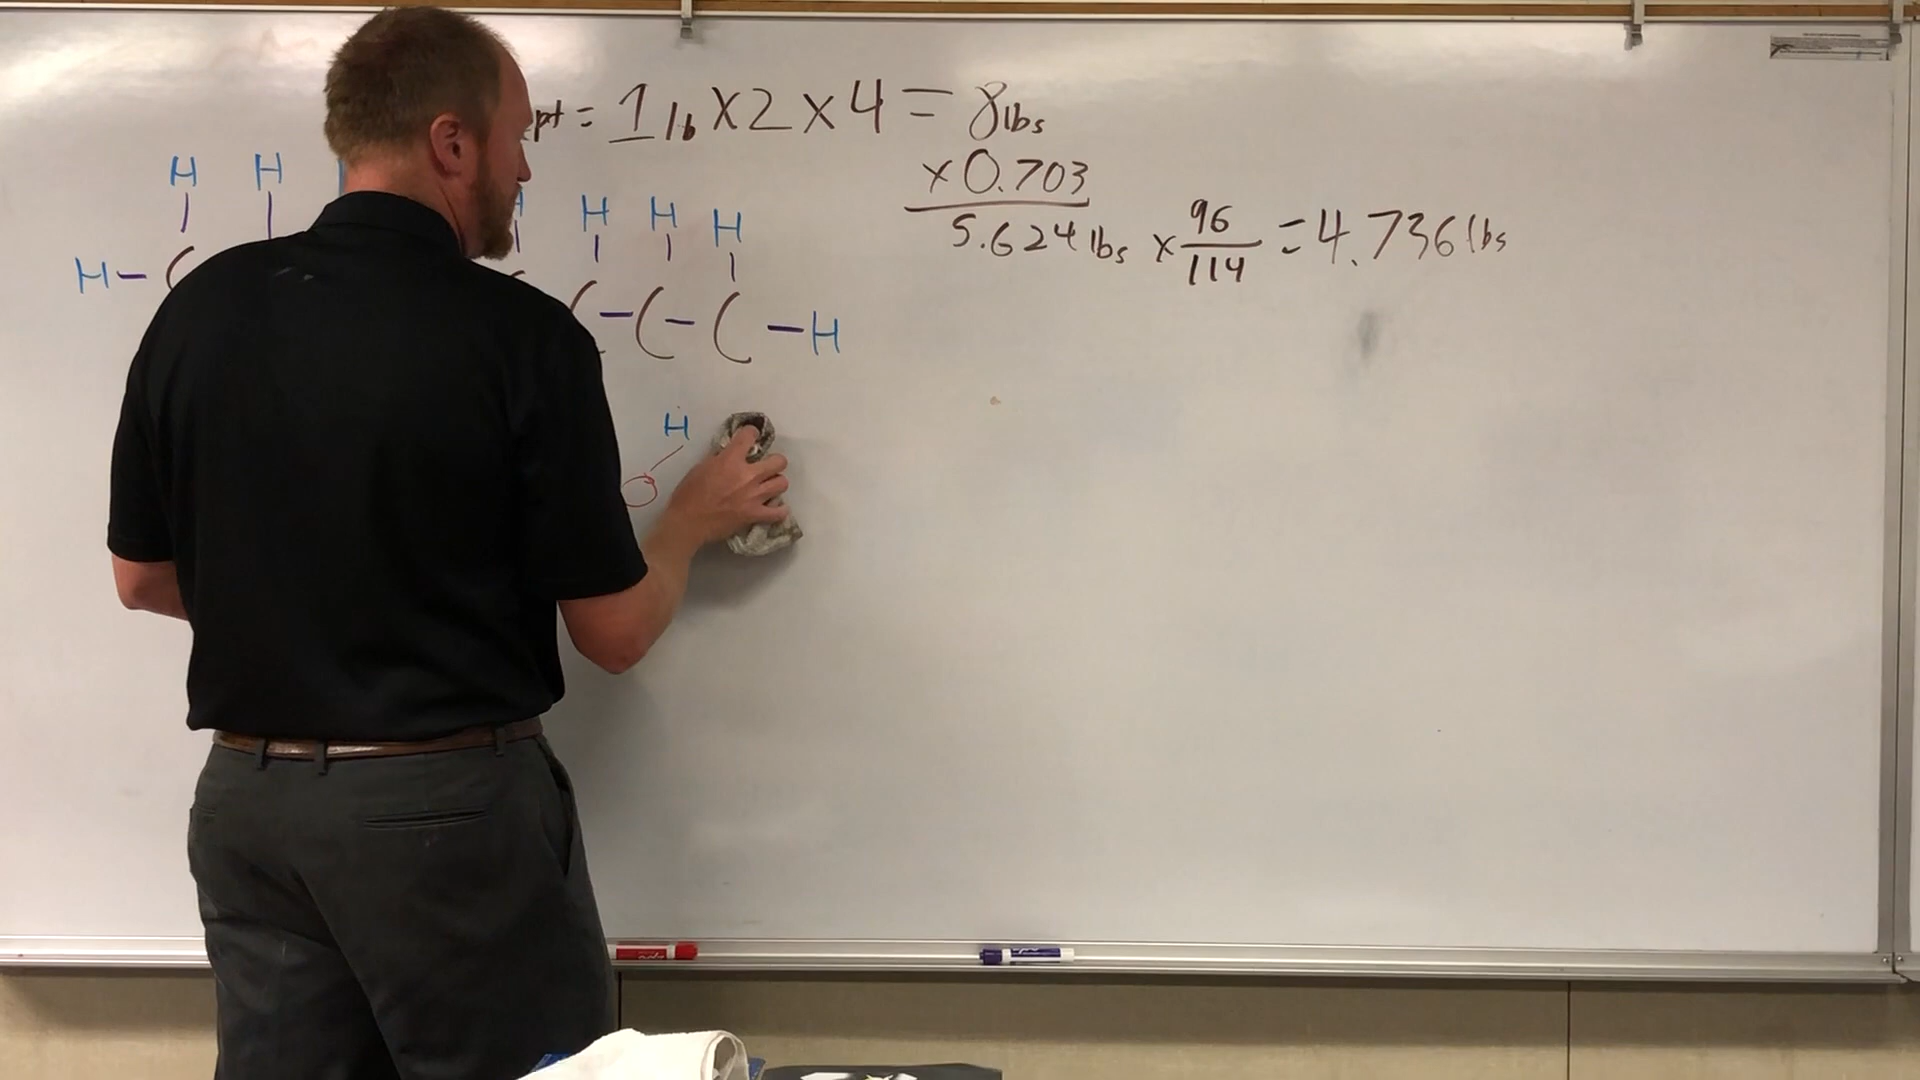 pt = 1 lb X 2 X 4 = 8 lbs
x 0.703
5.624 lbs x 96/114 = 4.736 lbs
H H
H H H H
H - C C - C - C - H
H
O